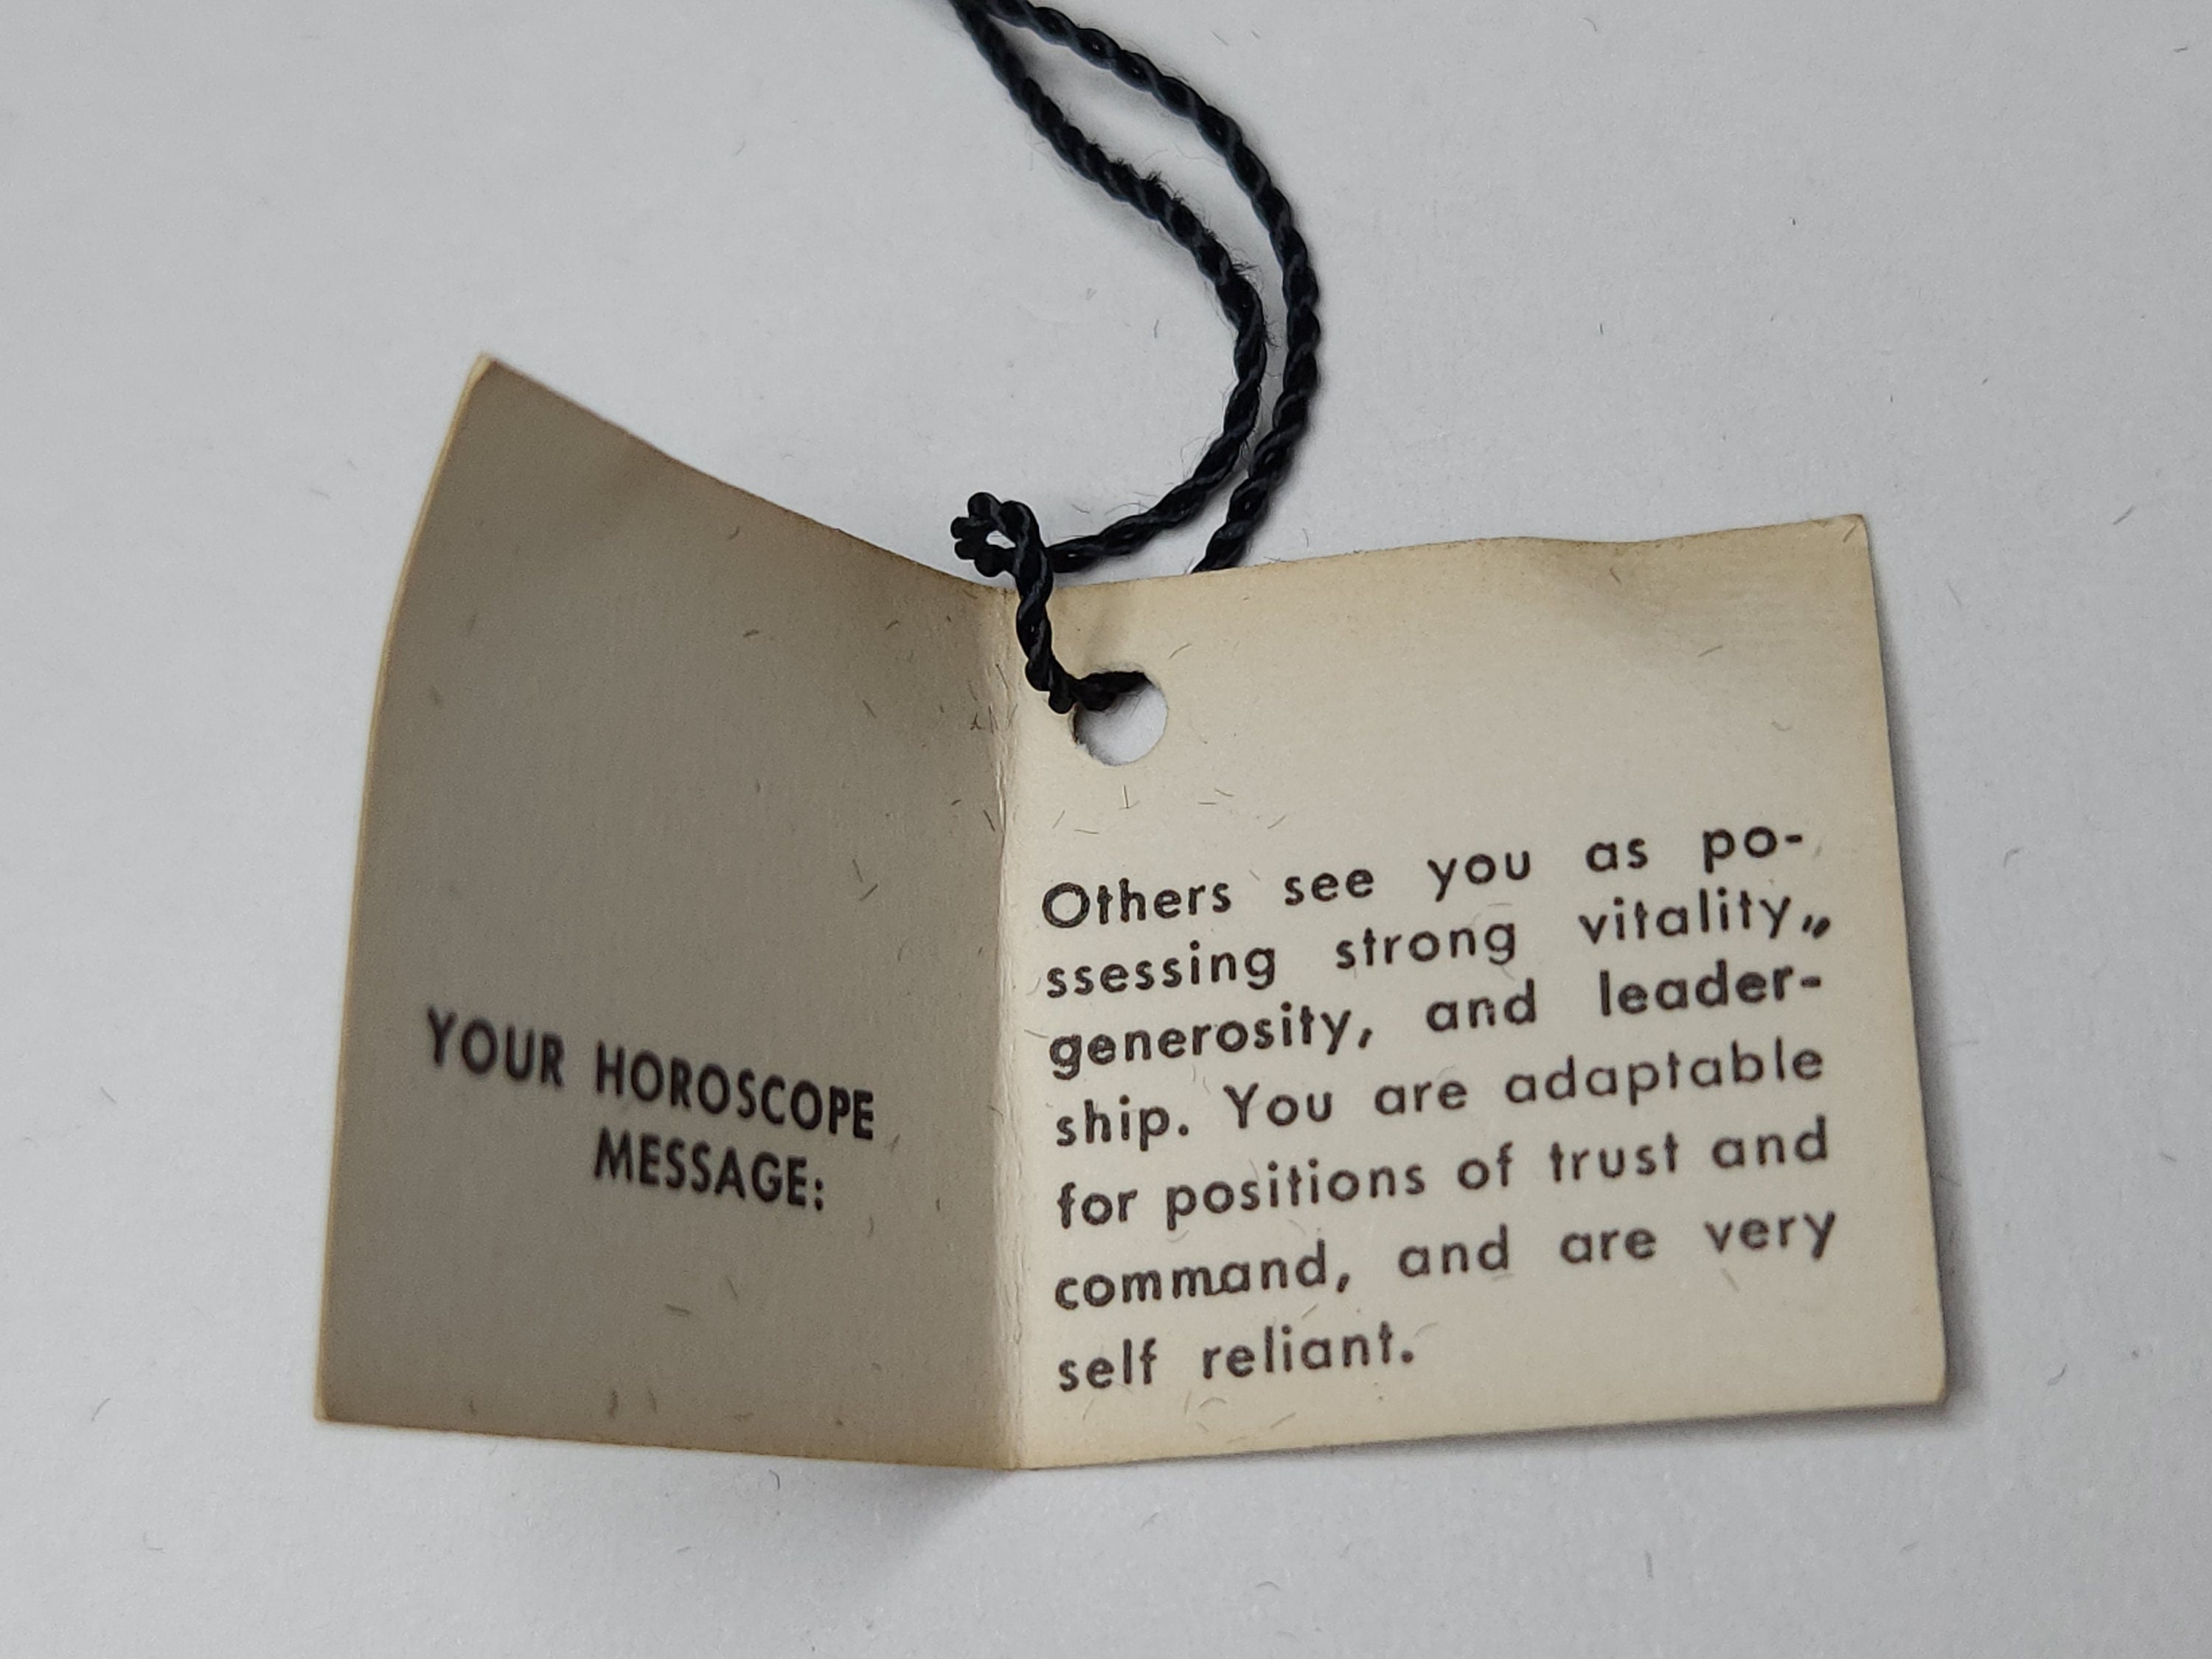 YOUR HOROSCOPE
MESSAGE:
Others see you as po-
ssessing strong vitality,,
generosity, and leader-
ship. You are adaptable
for positions of trust and
command, and are very
self reliant.